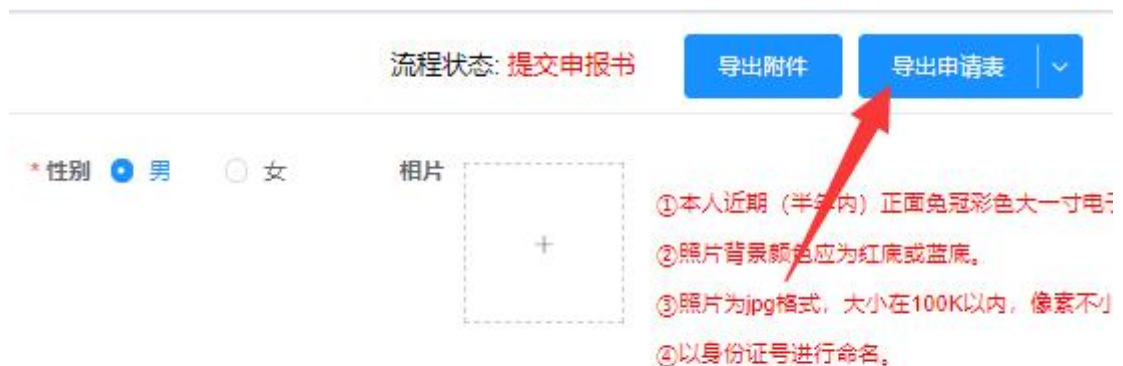 流程状态: 提交申报书 导出附件 导出申请表
*性别 男 女 相片
①本人近期（半年内）正面免冠彩色大一寸电子
②照片背景颜色应为红底或蓝底。
③照片为jpg格式，大小在100K以内，像素不小
④以身份证号进行命名。